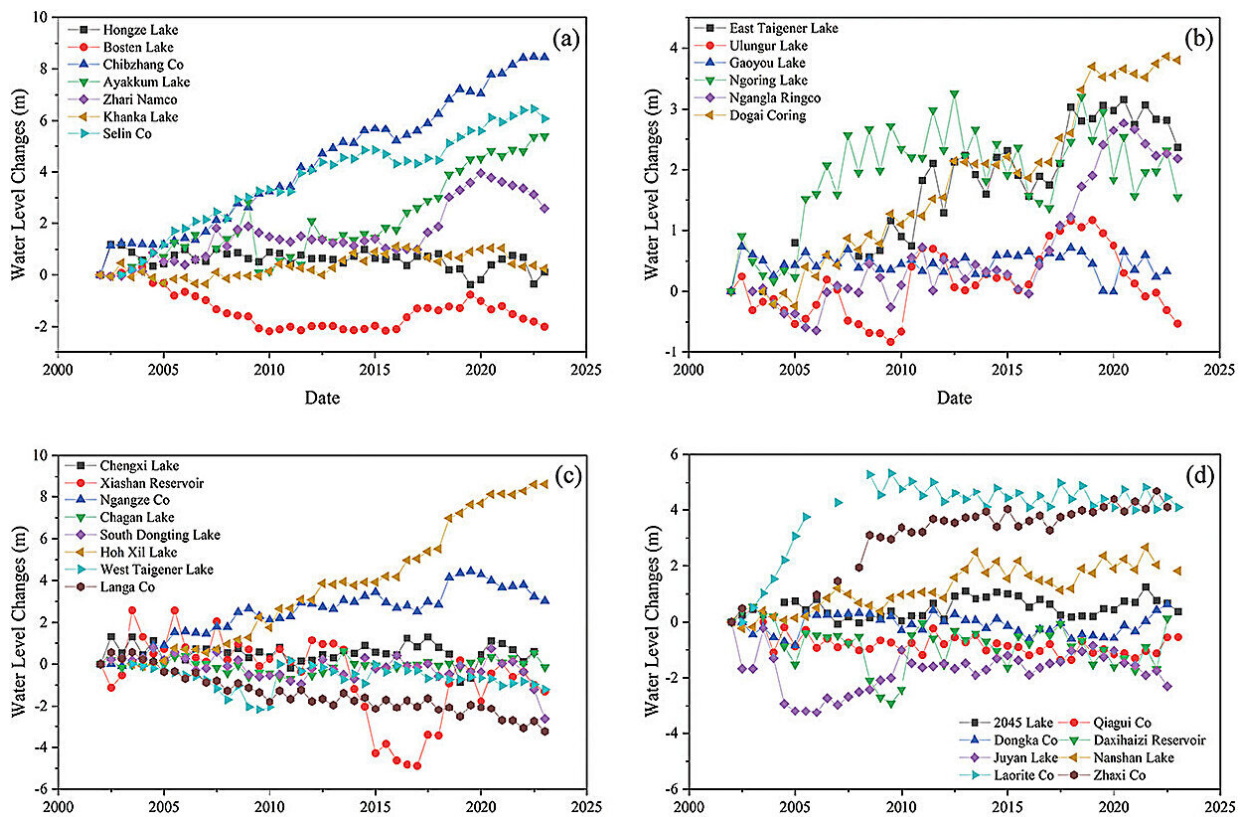 (a)
Hongze Lake
Bosten Lake
Chibzhang Co
Ayakkum Lake
Zhari Namco
Khanka Lake
Selin Co
Water Level Changes (m)
10
8
6
4
2
0
-2
2000 2005 2010 2015 2020 2025
Date
(b)
East Taigener Lake
Ulungur Lake
Gaoyou Lake
Ngoring Lake
Ngangla Ringco
Dogai Coring
Water Level Changes (m)
4
3
2
1
0
-1
2000 2005 2010 2015 2020 2025
Date
(c)
Chengxi Lake
Xiashan Reservoir
Ngangze Co
Chagan Lake
South Dongting Lake
Hoh Xil Lake
West Taigener Lake
Langa Co
Water Level Changes (m)
10
8
6
4
2
0
-2
-4
-6
2000 2005 2010 2015 2020 2025
(d)
Water Level Changes (m)
6
4
2
0
-2
-4
-6
2045 Lake Qiagui Co
Dongka Co Daxihaizi Reservoir
Juyan Lake Nanshan Lake
Laorite Co Zhaxi Co
2000 2005 2010 2015 2020 2025